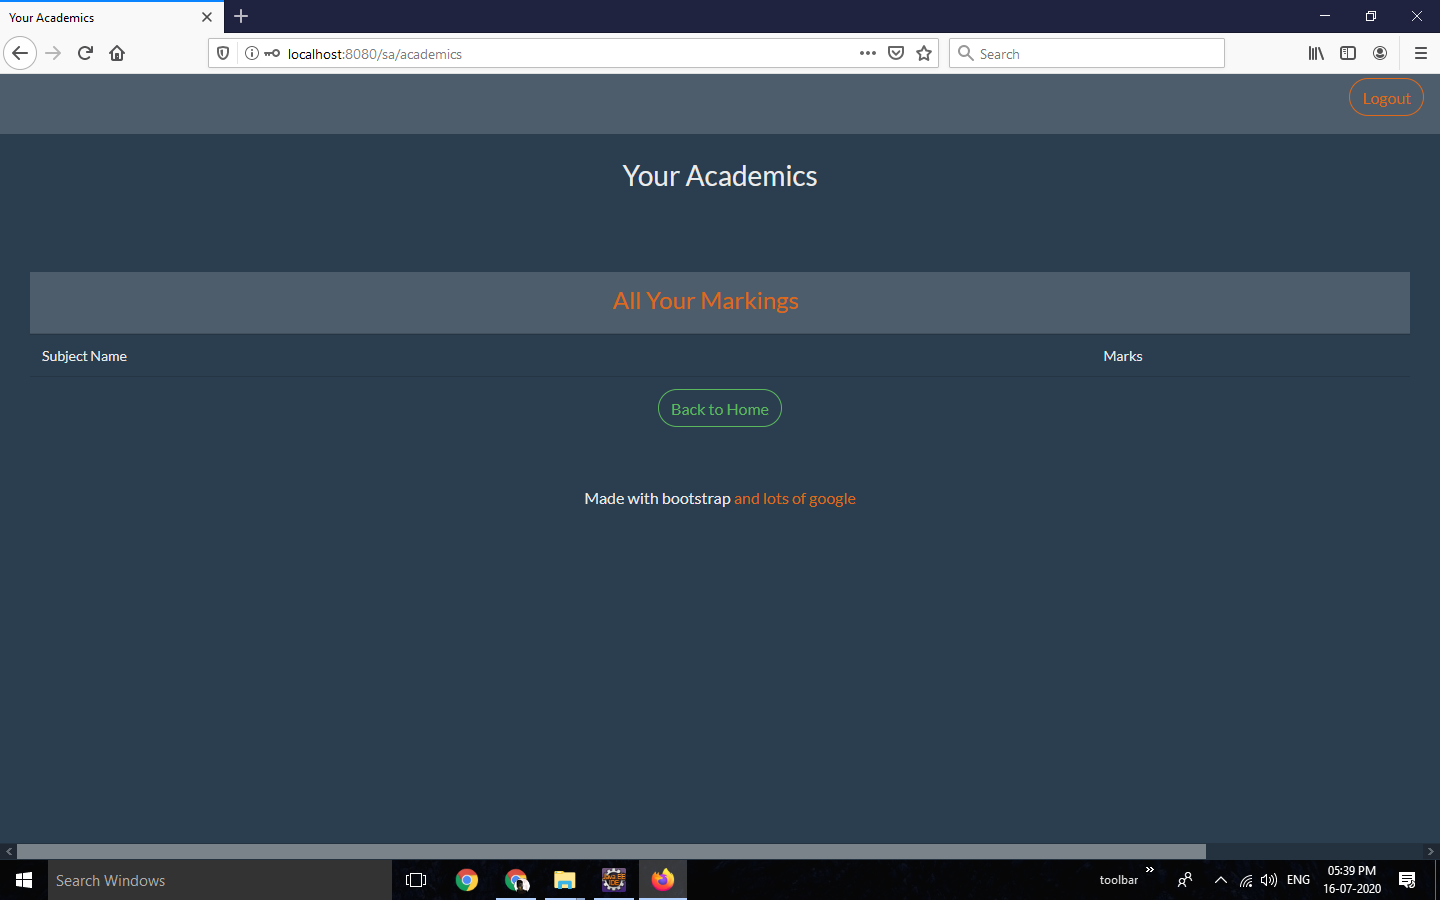 Your Academics
localhost:8080/sa/academics
Search
Logout
Your Academics
All Your Markings
Subject Name Marks
Back to Home
Made with bootstrap and lots of google
Search Windows
toolbar
ENG
05:39 PM
16-07-2020